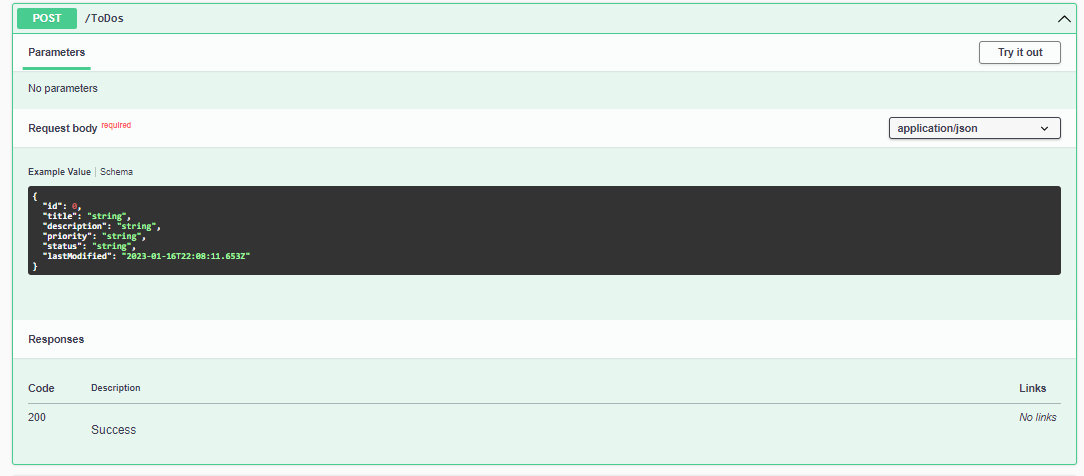 POST /ToDos
Parameters Try it out
No parameters
Request body required application/json
Example Value | Schema
{
"id": 0,
"title": "string",
"description": "string",
"priority": "string",
"status": "string",
"lastModified": "2023-01-16T22:08:11.653Z"
}
Responses
Code Description Links
200 Success No links